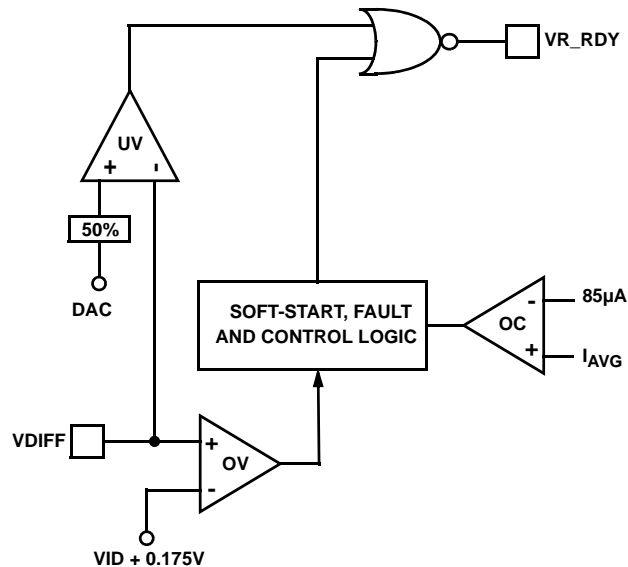 VR_RDY
UV
+ -
50%
DAC
SOFT-START, FAULT
AND CONTROL LOGIC
- 85µA
OC
+ IAVG
VDIFF
+
OV
-
VID + 0.175V